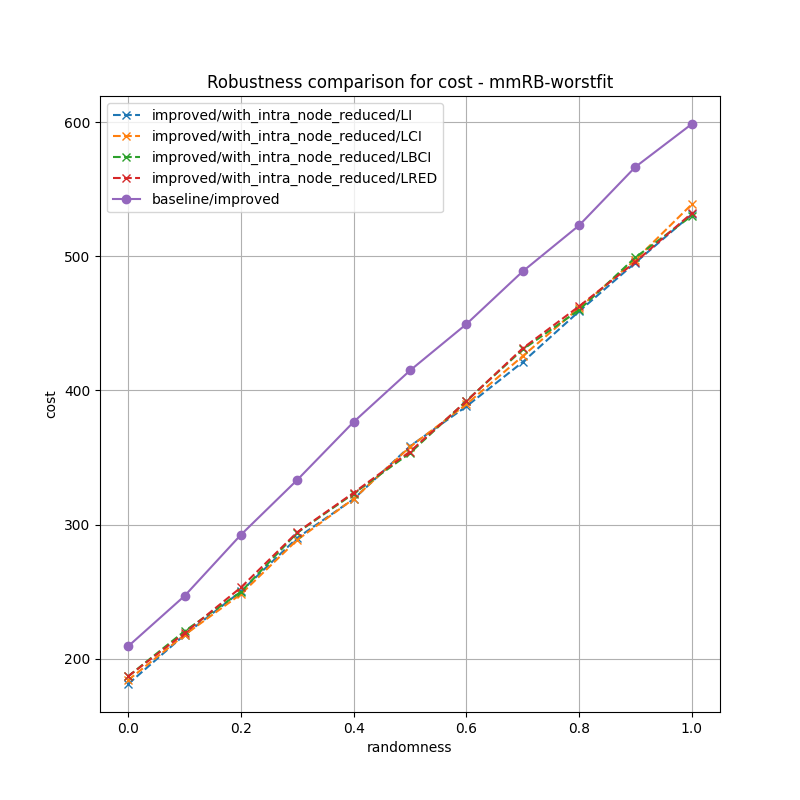 Robustness comparison for cost - mmRB-worstfit
improved/with_intra_node_reduced/LI
improved/with_intra_node_reduced/LCI
improved/with_intra_node_reduced/LBCI
improved/with_intra_node_reduced/LRED
baseline/improved
600
500
400
300
200
cost
0.0 0.2 0.4 0.6 0.8 1.0
randomness